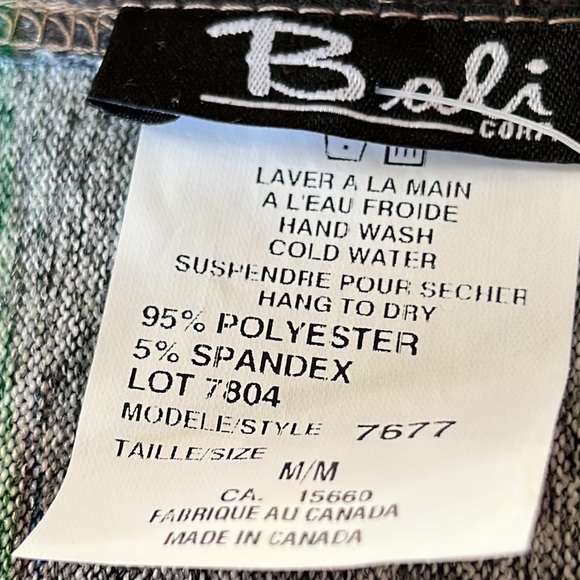 Bali
LAVER A LA MAIN
A L'EAU FROIDE
HAND WASH
COLD WATER
SUSPENDRE POUR SECHER
HANG TO DRY
95% POLYESTER
5% SPANDEX
LOT 7804
MODELE/STYLE 7677
TAILLE/SIZE
M/M
CA. 15660
FABRIQUE AU CANADA
MADE IN CANADA